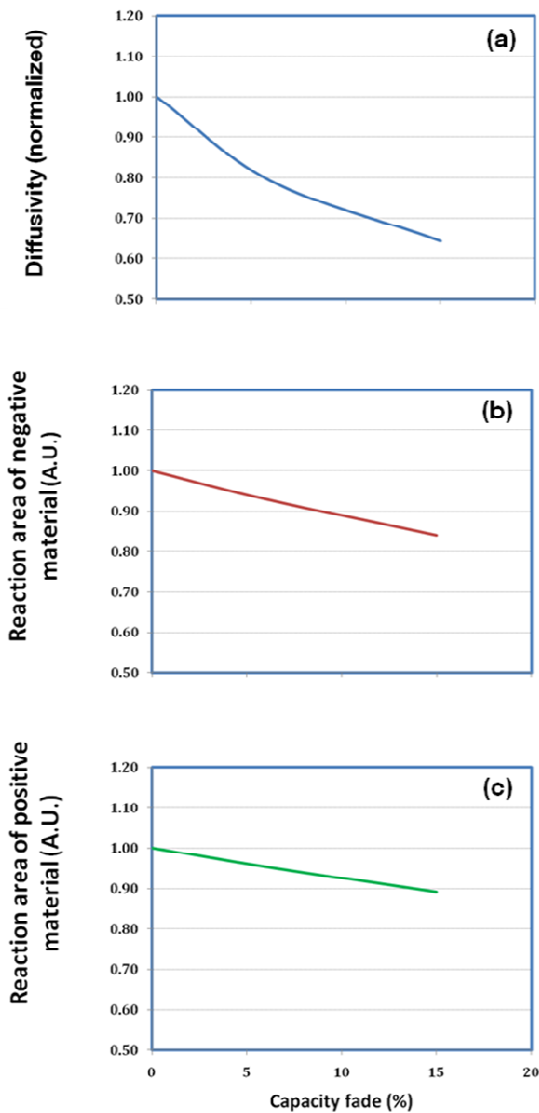 1.20
(a)
1.10
1.00
0.90
0.80
0.70
0.60
0.50
Diffusivity (normalized)
1.20
(b)
1.10
1.00
0.90
0.80
0.70
0.60
0.50
Reaction area of negative
material (A.U.)
1.20
(c)
1.10
1.00
0.90
0.80
0.70
0.60
0.50
Reaction area of positive
material (A.U.)
0 5 10 15 20
Capacity fade (%)